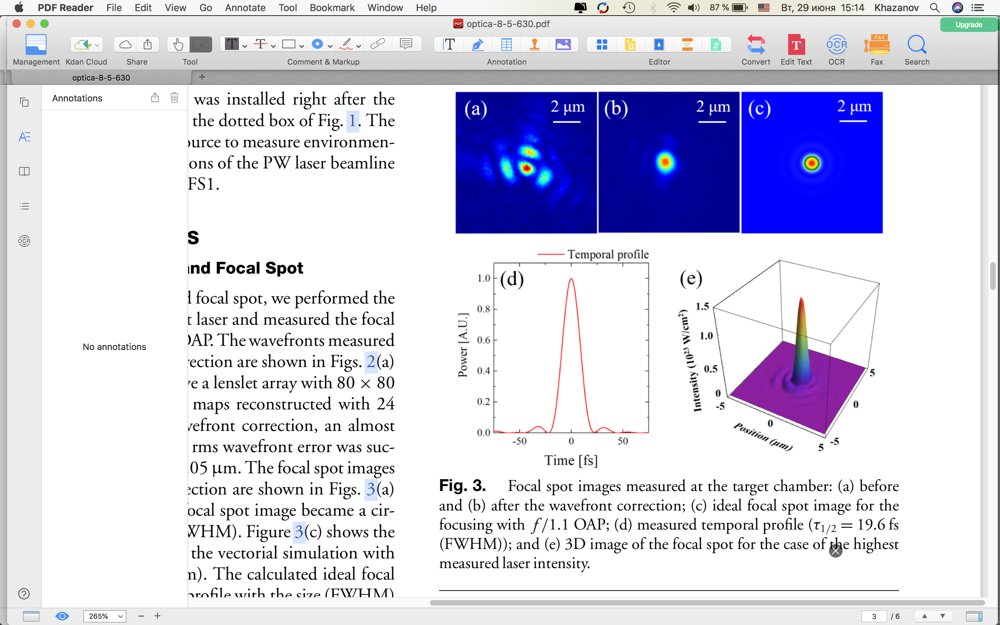 PDF Reader File Edit View Go Annotate Tool Bookmark Window Help 87 % Вт, 29 июня 15:14 Khazanov
optica-8-5-630.pdf
Upgrade
Management Kdan Cloud Share Tool Comment & Markup Annotation Editor Convert Edit Text OCR Fax Search
optica-8-5-630
Annotations
No annotations
was installed right after the
the dotted box of Fig. 1. The
to measure environmen-
ons of the PW laser beamline
FS1.
s
nd Focal Spot
focal spot, we performed the
t laser and measured the focal
AP. The wavefronts measured
ection are shown in Figs. 2(a)
e a lenslet array with 80 × 80
maps reconstructed with 24
efront correction, an almost
rms wavefront error was suc-
05 μm. The focal spot images
ction are shown in Figs. 3(a)
ocal spot image became a cir-
WHM). Figure 3(c) shows the
the vectorial simulation with
m). The calculated ideal focal
profile with the size (FWHM)
(a) 2 μm
(b) 2 μm
(c) 2 μm
Temporal profile
(d)
1.0
0.8
0.6
0.4
0.2
0.0
Power [A.U.]
-50 0 50
Time [fs]
(e)
1.5
1.0
0.5
0
Intensity (10²³ W/cm²)
-5
0
5
Position (μm)
-5
0
5
Fig. 3. Focal spot images measured at the target chamber: (a) before
and (b) after the wavefront correction; (c) ideal focal spot image for the
focusing with f/1.1 OAP; (d) measured temporal profile (τ1/2 = 19.6 fs
(FWHM)); and (e) 3D image of the focal spot for the case of the highest
measured laser intensity.
265%
3 / 6